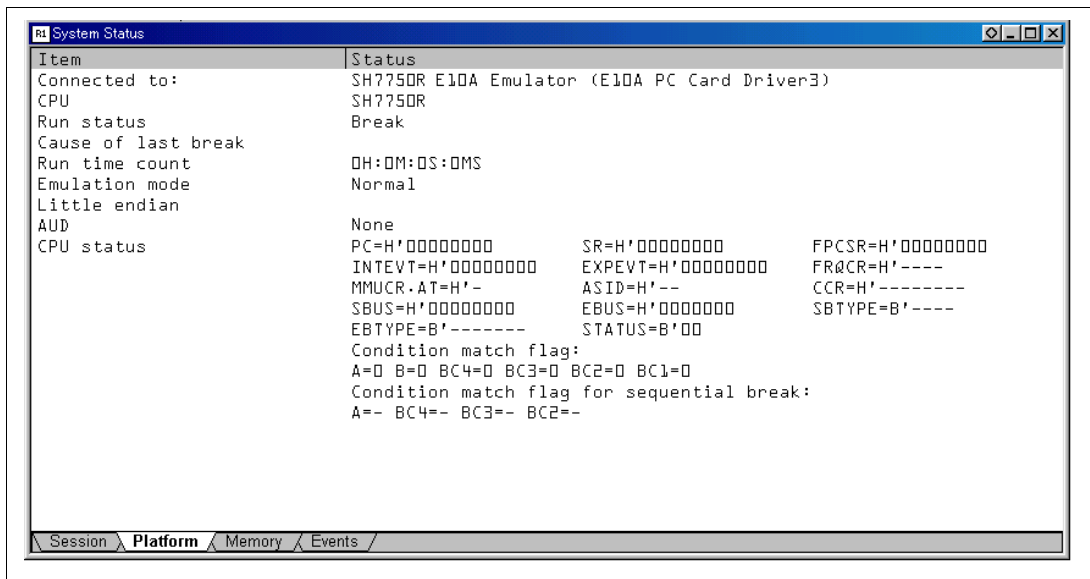 R1 System Status
Item Status
Connected to: SH7750R E10A Emulator (E10A PC Card Driver3)
CPU SH7750R
Run status Break
Cause of last break
Run time count 0H:0M:0S:0MS
Emulation mode Normal
Little endian
AUD None
CPU status PC=H'00000000 SR=H'00000000 FPCSR=H'00000000
INTEVT=H'00000000 EXPEVT=H'00000000 FRQCR=H'----
MMUCR.AT=H'- ASID=H'-- CCR=H'--------
SBUS=H'00000000 EBUS=H'0000000 SBTYPE=B'----
EBTYPE=B'------- STATUS=B'00
Condition match flag:
A=0 B=0 BC4=0 BC3=0 BC2=0 BC1=0
Condition match flag for sequential break:
A=- BC4=- BC3=- BC2=-
Session Platform Memory Events